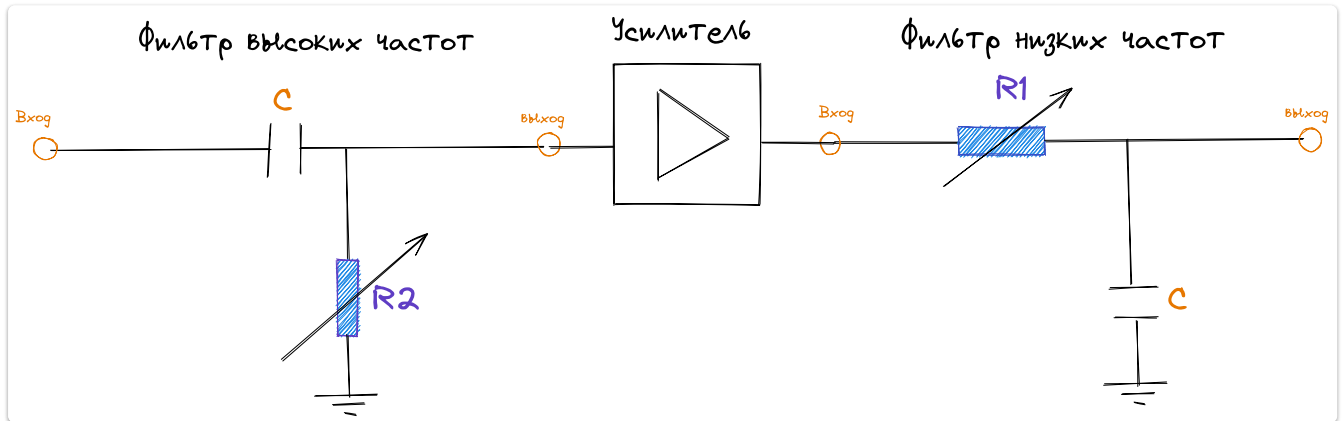 Фильтр высоких частот
Усилитель
Фильтр низких частот
Вход
C
выход
Вход
R1
выход
R2
C